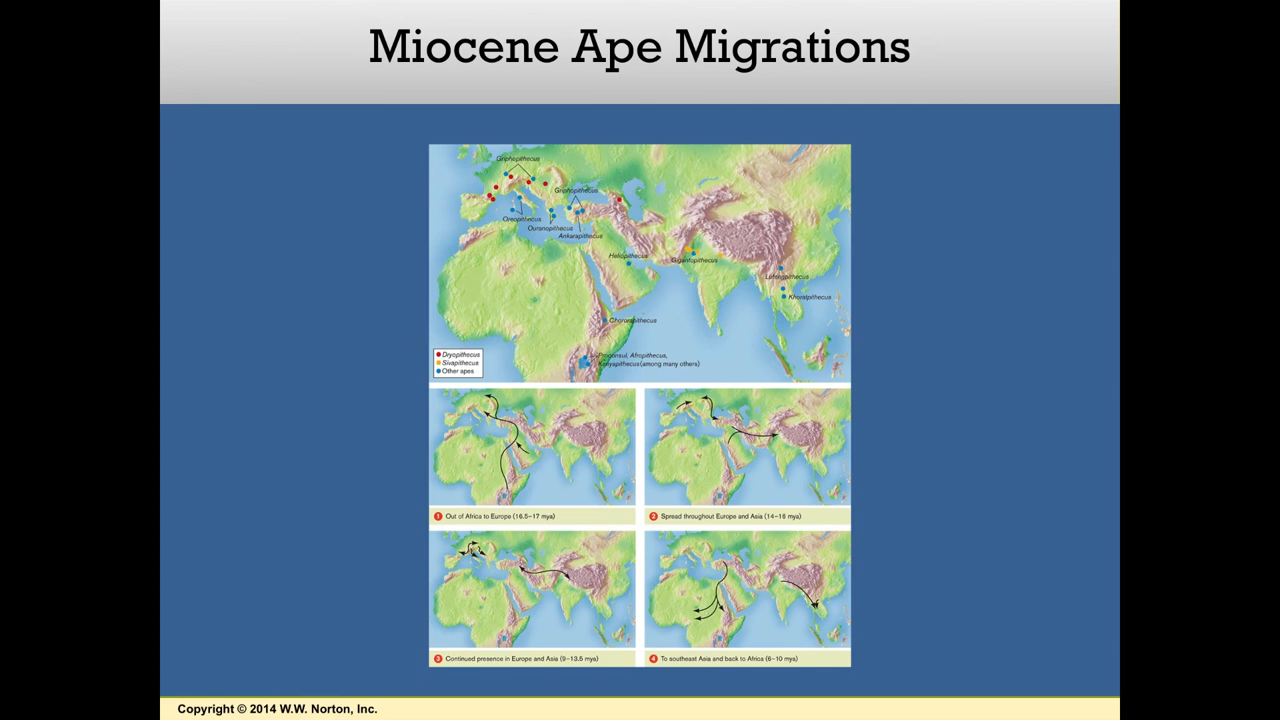 Miocene Ape Migrations
Griphopithecus
Griphopithecus
Oreopithecus
Ouranopithecus
Ankarapithecus
Heliopithecus
Gigantopithecus
Lufengpithecus
Khoratpithecus
Chororapithecus
Proconsul, Afropithecus,
Kenyapithecus (among many others)
Dryopithecus
Sivapithecus
Other apes
1 Out of Africa to Europe (16.5–17 mya)
2 Spread throughout Europe and Asia (14–16 mya)
3 Continued presence in Europe and Asia (9–13.5 mya)
4 To southeast Asia and back to Africa (6–10 mya)
Copyright © 2014 W.W. Norton, Inc.